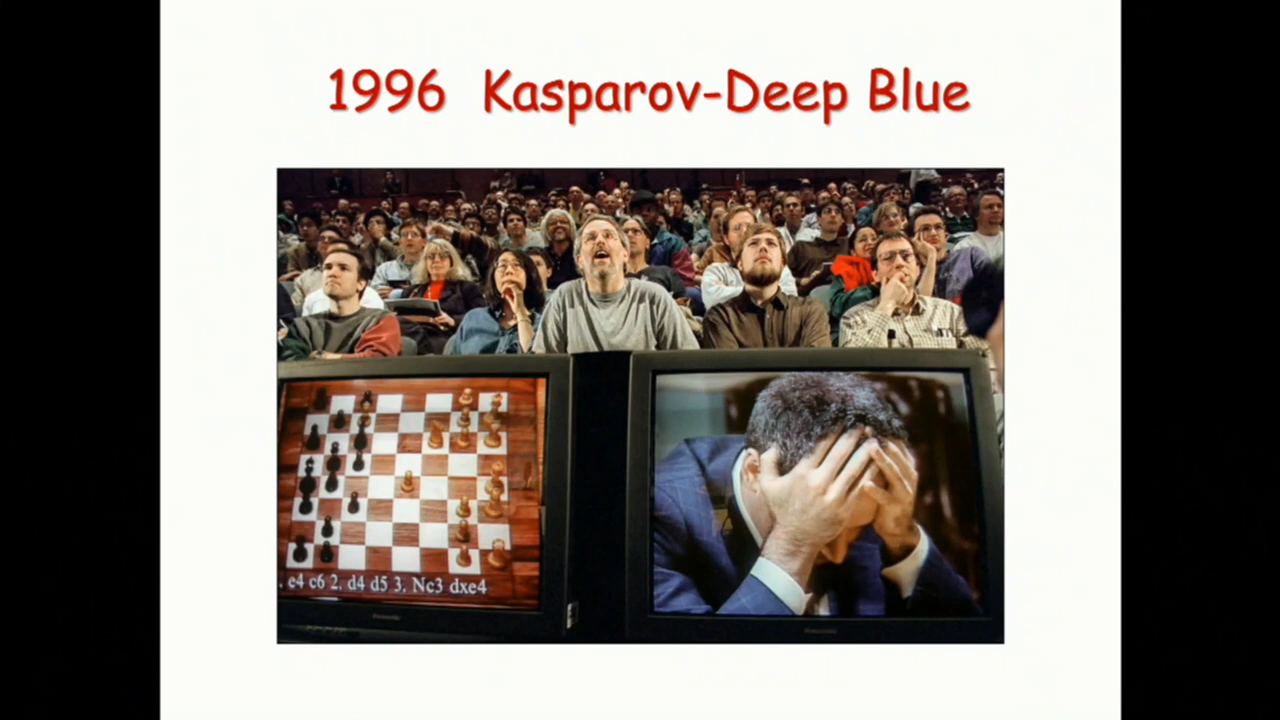 1996 Kasparov-Deep Blue
. e4 c6 2. d4 d5 3. Nc3 dxe4
Panasonic
Panasonic